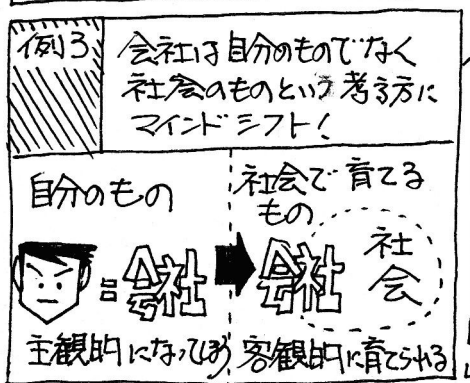 例3
会社は自分のものでなく
社会のものという考え方に
マインドシフト!
自分のもの
社会で育てる
もの
=会社
会社
社会
主観的になってしまう
客観的に育てられる